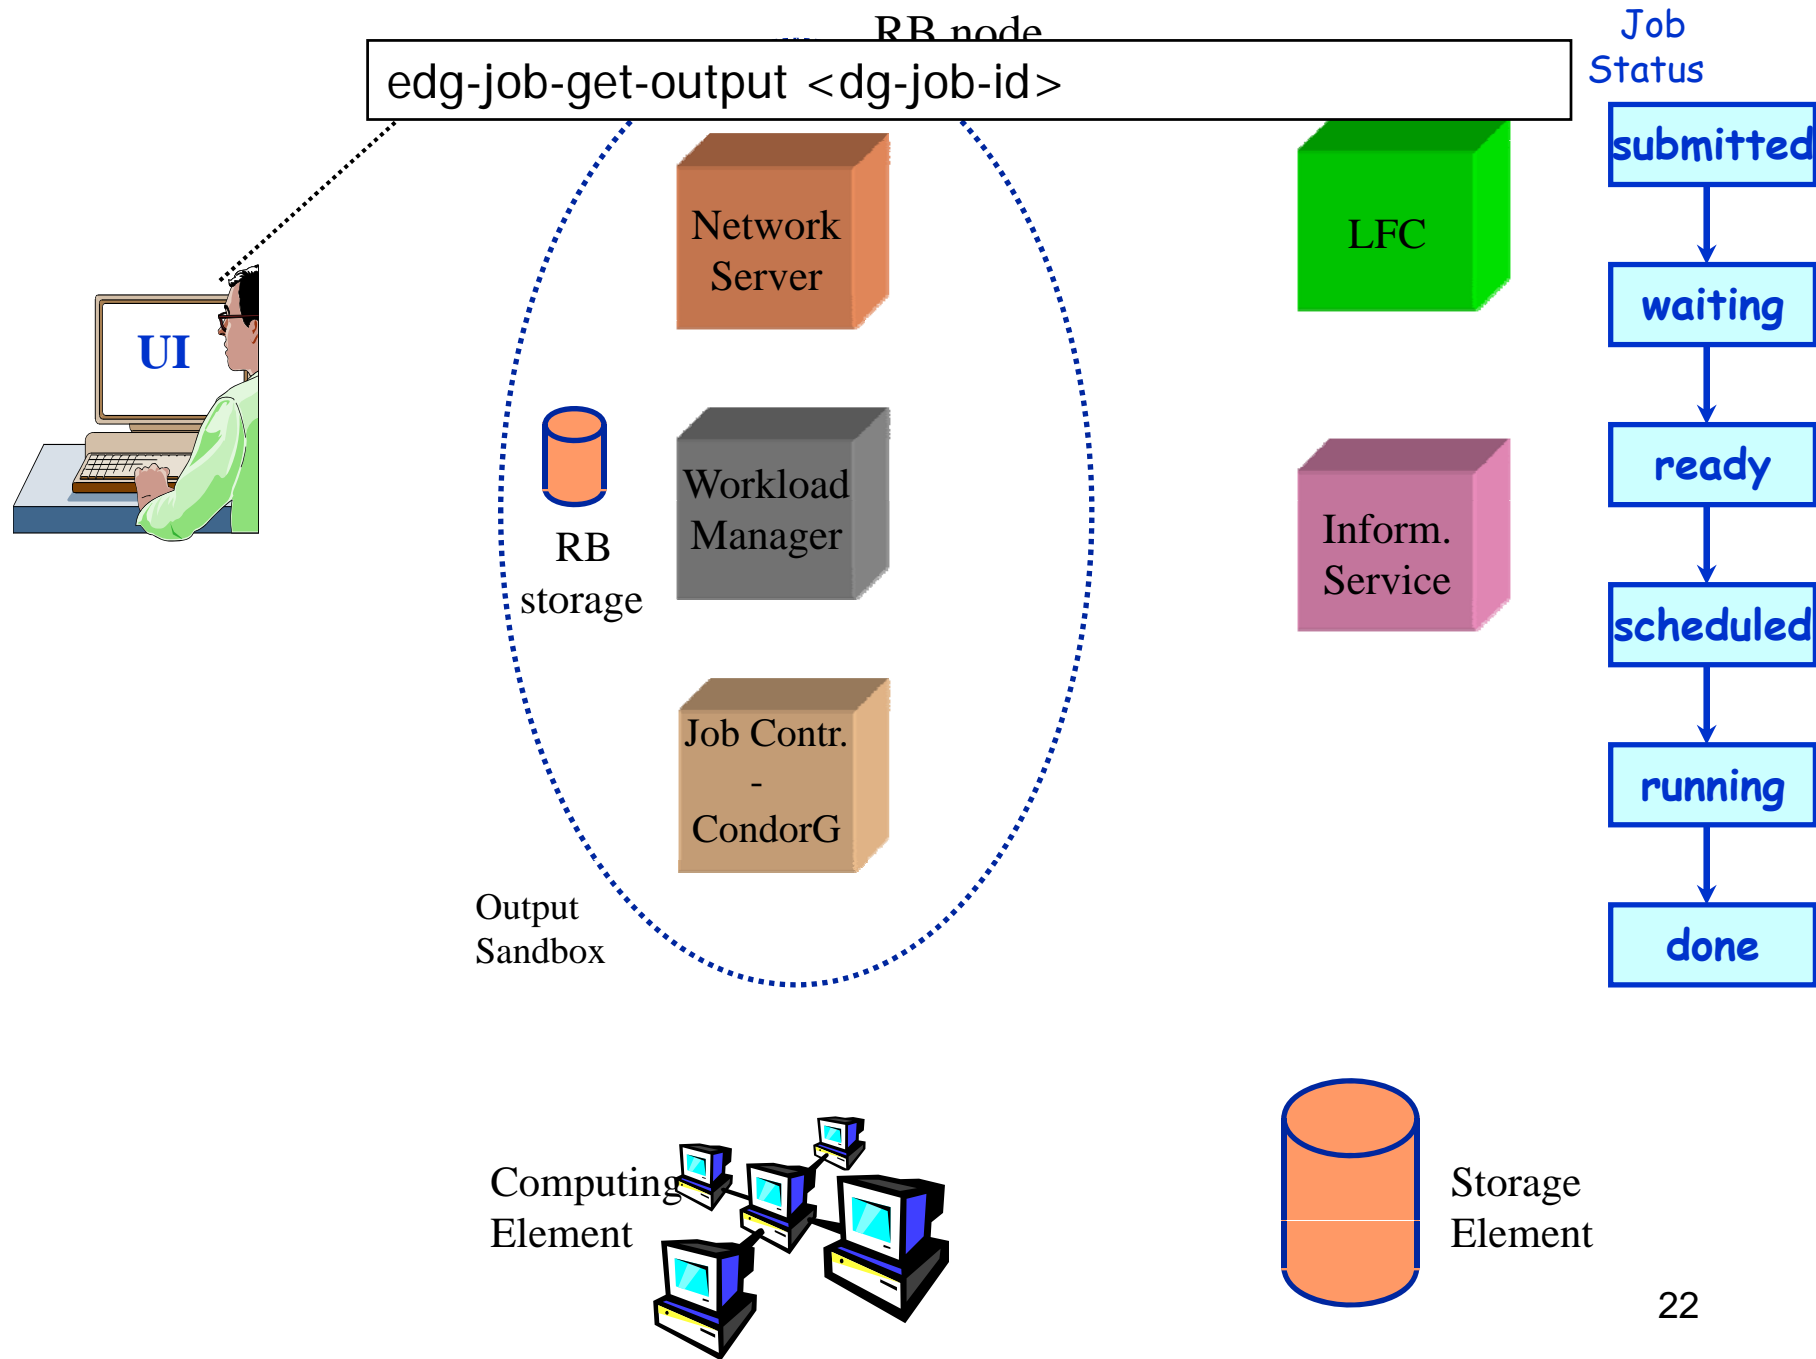 RB node
edg-job-get-output <dg-job-id>
Job
Status
submitted
Network
Server
LFC
waiting
UI
ready
Workload
Manager
RB
storage
Inform.
Service
scheduled
Job Contr.
-
CondorG
running
Output
Sandbox
done
Computing
Element
Storage
Element
22